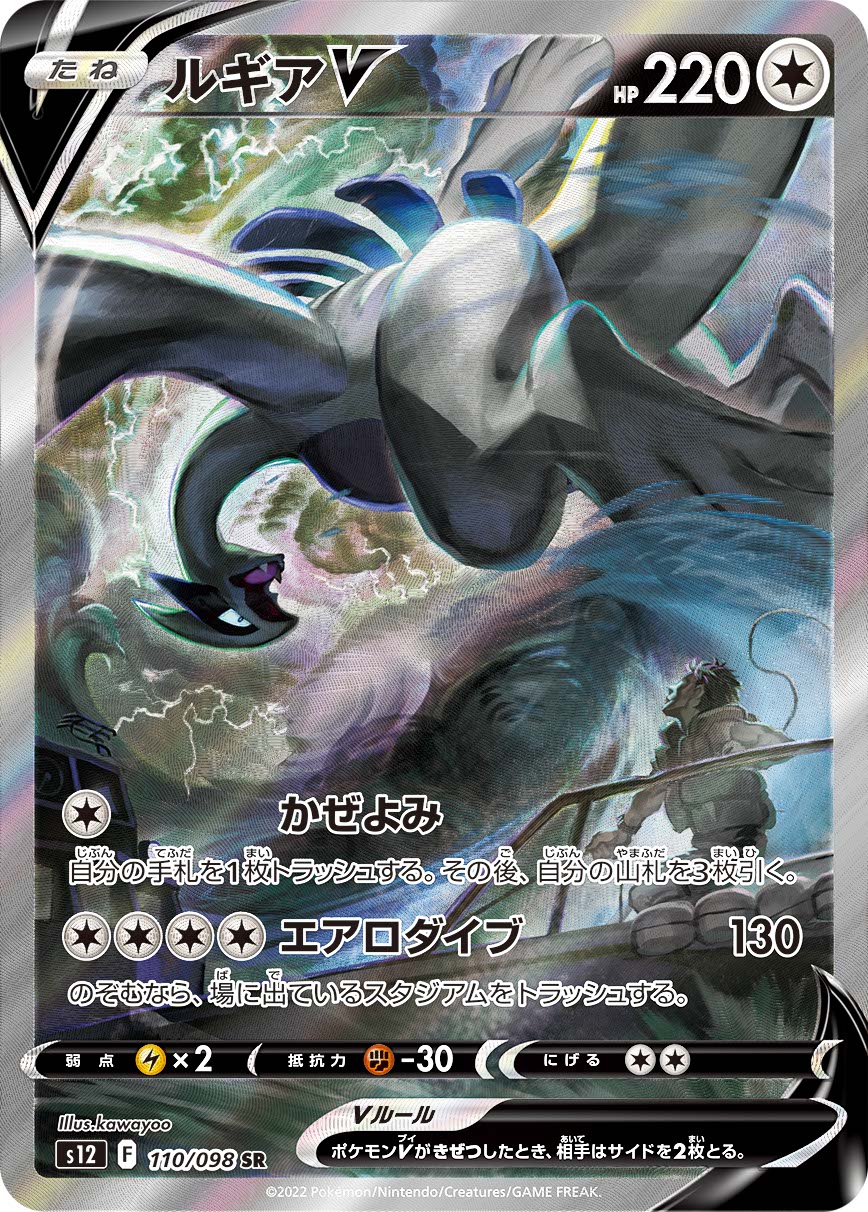 たね ルギアV HP 220
かぜよみ
自分の手札を1枚トラッシュする。その後、自分の山札を3枚引く。
エアロダイブ 130
のぞむなら、場に出ているスタジアムをトラッシュする。
弱点 ×2 抵抗力 -30 にげる
Illus.kawayoo
Vルール
ポケモンVがきぜつしたとき、相手はサイドを2枚とる。
s12 F 110/098 SR
©2022 Pokémon/Nintendo/Creatures/GAME FREAK.